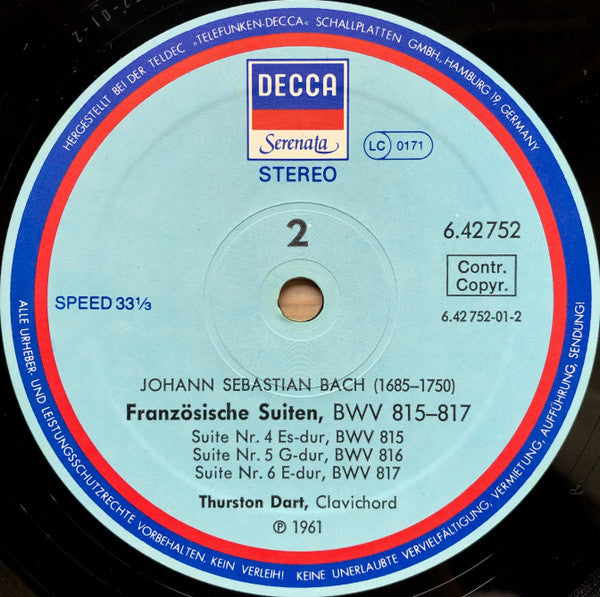 HERGESTELLT BEI DER TELDEC »TELEFUNKEN-DECCA« SCHALLPLATTEN GMBH, HAMBURG 19, GERMANY
DECCA
Serenata
LC 0171
STEREO
2
6.42752
Contr.
Copyr.
SPEED 33⅓
6.42 752-01-2
JOHANN SEBASTIAN BACH (1685–1750)
Französische Suiten, BWV 815–817
Suite Nr. 4 Es-dur, BWV 815
Suite Nr. 5 G-dur, BWV 816
Suite Nr. 6 E-dur, BWV 817
Thurston Dart, Clavichord
℗ 1961
ALLE URHEBER- UND LEISTUNGSSCHUTZRECHTE VORBEHALTEN. KEIN VERLEIH! KEINE UNERLAUBTE VERVIELFÄLTIGUNG, VERMIETUNG, AUFFÜHRUNG, SENDUNG!